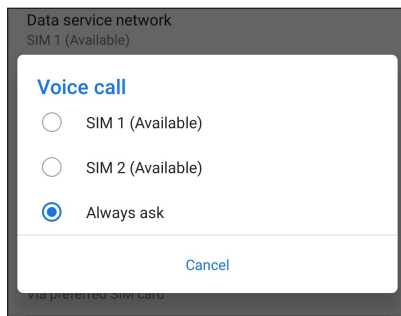 Data service network
SIM 1 (Available)
Voice call
SIM 1 (Available)
SIM 2 (Available)
Always ask
Cancel
Via preferred SIM card